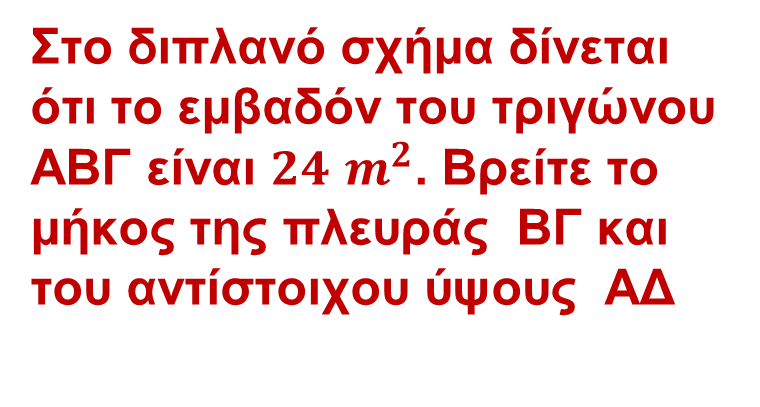 Στο διπλανό σχήμα δίνεται
ότι το εμβαδόν του τριγώνου
ΑΒΓ είναι 24 m². Βρείτε το
μήκος της πλευράς ΒΓ και
του αντίστοιχου ύψους ΑΔ